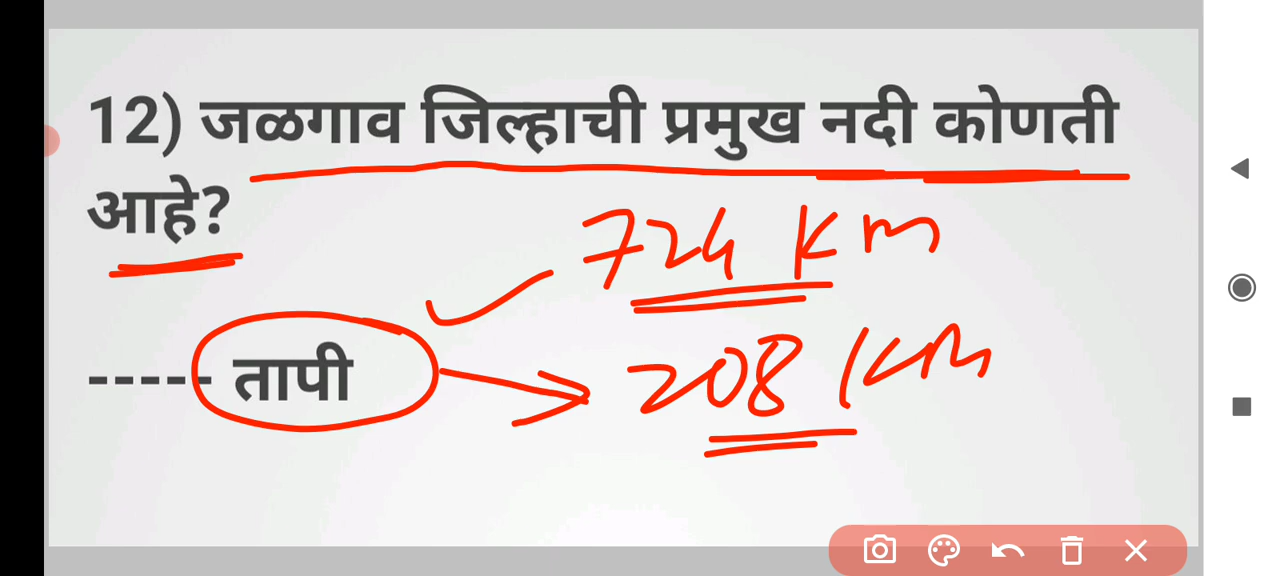 12) जळगाव जिल्हाची प्रमुख नदी कोणती
आहे?
724 km
----- तापी
208 km